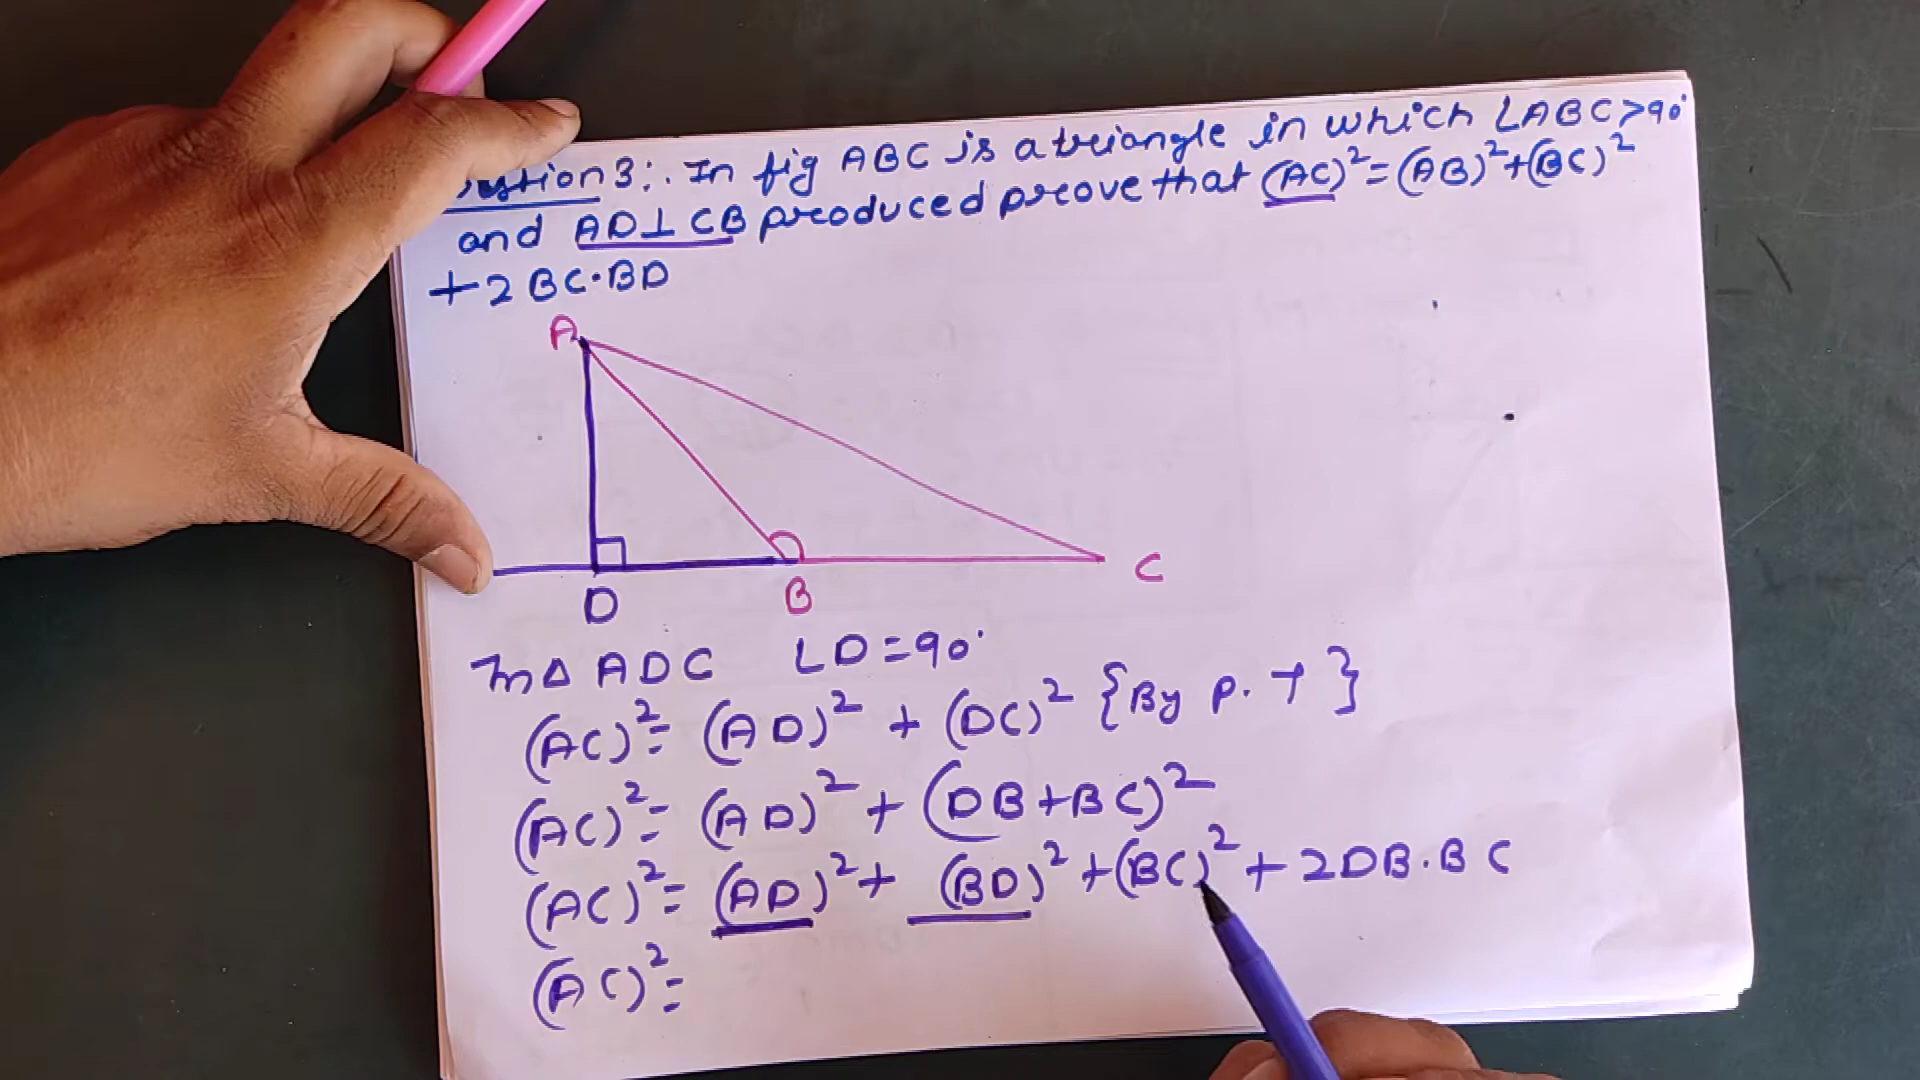 3:. In fig ABC is a triangle in which ∠ABC>90°
and AD⊥CB produced prove that (AC)²=(AB)²+(BC)²
+2BC·BD
A
D
B
C
In △ ADC ∠D=90°
(AC)²= (AD)² + (DC)² {By p. T}
(AC)²= (AD)² + (DB+BC)²
(AC)²= (AD)²+ (BD)²+(BC)²+2DB.BC
(AC)²=